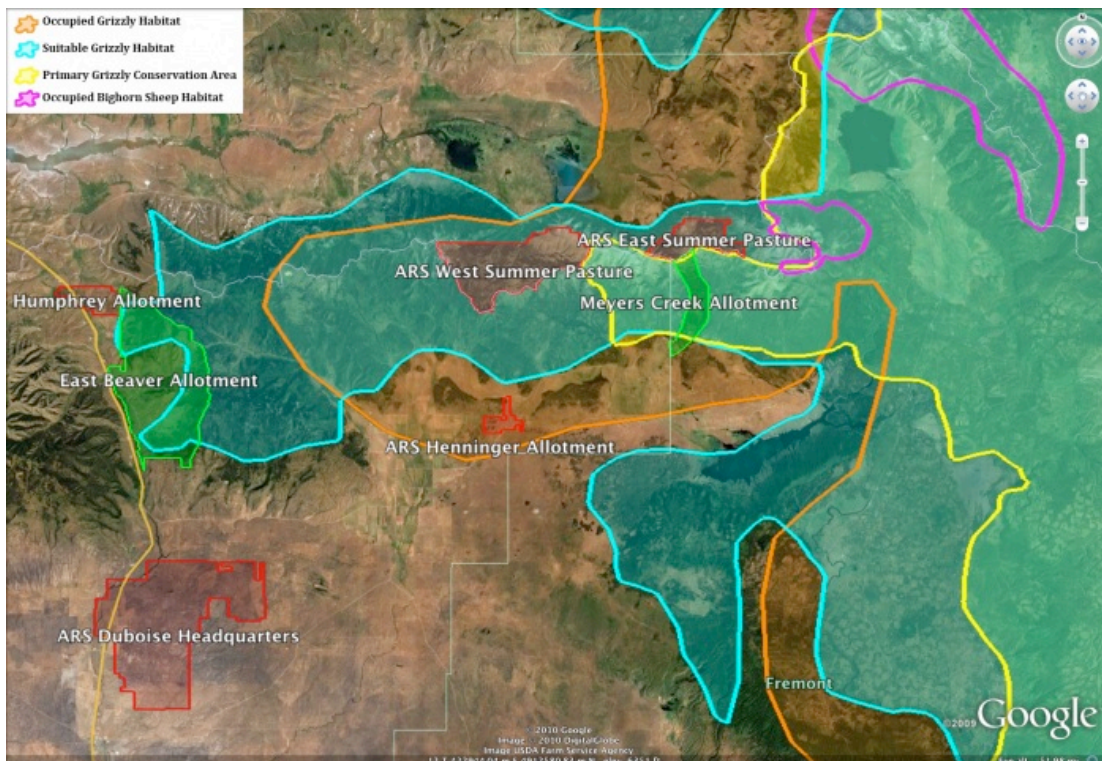 Occupied Grizzly Habitat
Suitable Grizzly Habitat
Primary Grizzly Conservation Area
Occupied Bighorn Sheep Habitat
N
ARS East Summer Pasture
ARS West Summer Pasture
Humphrey Allotment
Meyers Creek Allotment
East Beaver Allotment
ARS Henninger Allotment
ARS Duboise Headquarters
Fremont
©2009 Google
©2010 Google
Image ©2010 DigitalGlobe
Image USDA Farm Service Agency